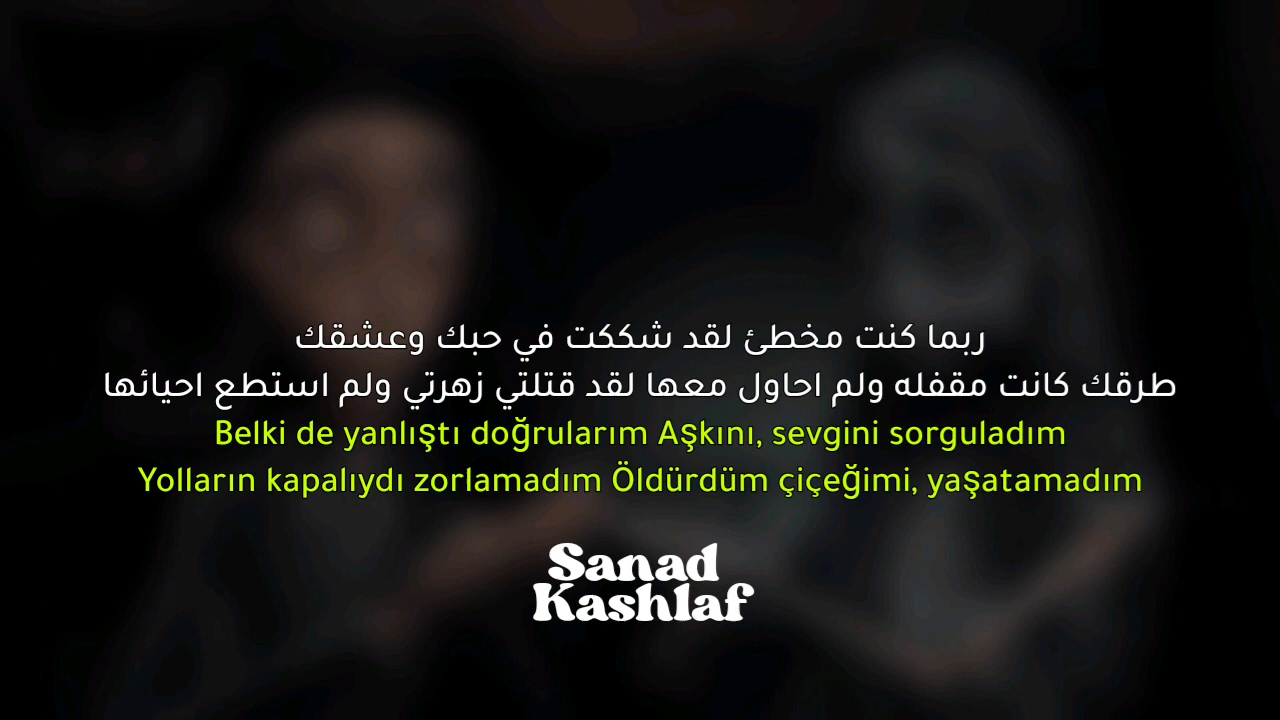 ربما كنت مخطئ لقد شككت في حبك وعشقك
طرقك كانت مقفله ولم احاول معها لقد قتلتي زهرتي ولم استطع احيائها
Belki de yanlıştı doğrularım Aşkını, sevgini sorguladım
Yolların kapalıydı zorlamadım Öldürdüm çiçeğimi, yaşatamadım
Sanad
Kashlaf